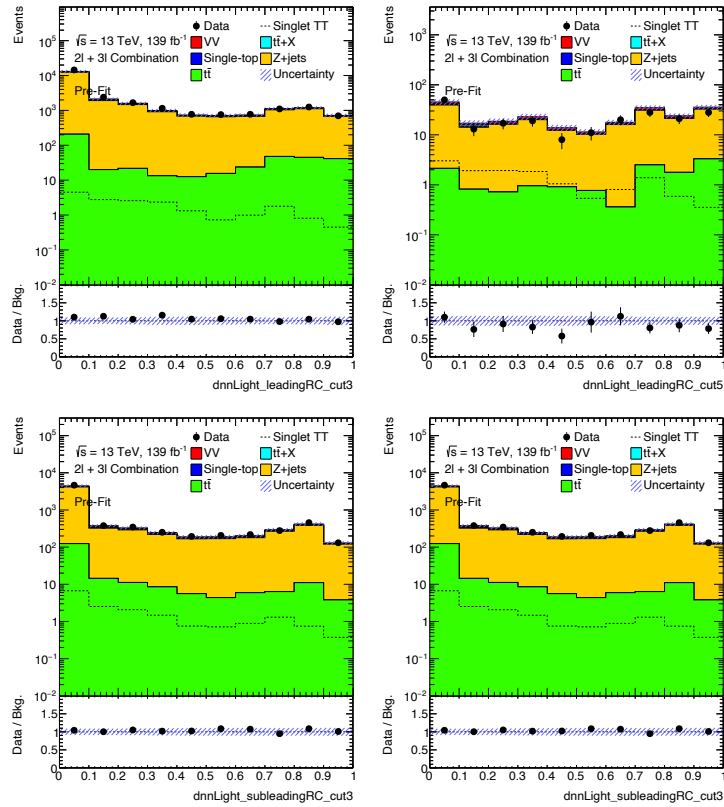 Events
10⁵
10⁴
10³
10²
10
1
10⁻¹
10⁻²
√s = 13 TeV, 139 fb⁻¹
2l + 3l Combination
Pre-Fit
Data
Singlet TT
VV
tt̄+X
Single-top
Z+jets
tt̄
Uncertainty
Data / Bkg.
1.5
1
0.5
0
0 0.1 0.2 0.3 0.4 0.5 0.6 0.7 0.8 0.9 1
dnnLight_leadingRC_cut3
Events
10³
10²
10
1
10⁻¹
10⁻²
√s = 13 TeV, 139 fb⁻¹
2l + 3l Combination
Pre-Fit
Data
Singlet TT
VV
tt̄+X
Single-top
Z+jets
tt̄
Uncertainty
Data / Bkg.
1.5
1
0.5
0
0 0.1 0.2 0.3 0.4 0.5 0.6 0.7 0.8 0.9 1
dnnLight_leadingRC_cut5
Events
10⁵
10⁴
10³
10²
10
1
10⁻¹
10⁻²
√s = 13 TeV, 139 fb⁻¹
2l + 3l Combination
Pre-Fit
Data
Singlet TT
VV
tt̄+X
Single-top
Z+jets
tt̄
Uncertainty
Data / Bkg.
1.5
1
0.5
0
0 0.1 0.2 0.3 0.4 0.5 0.6 0.7 0.8 0.9 1
dnnLight_subleadingRC_cut3
Events
10⁵
10⁴
10³
10²
10
1
10⁻¹
10⁻²
√s = 13 TeV, 139 fb⁻¹
2l + 3l Combination
Pre-Fit
Data
Singlet TT
VV
tt̄+X
Single-top
Z+jets
tt̄
Uncertainty
Data / Bkg.
1.5
1
0.5
0
0 0.1 0.2 0.3 0.4 0.5 0.6 0.7 0.8 0.9 1
dnnLight_subleadingRC_cut3